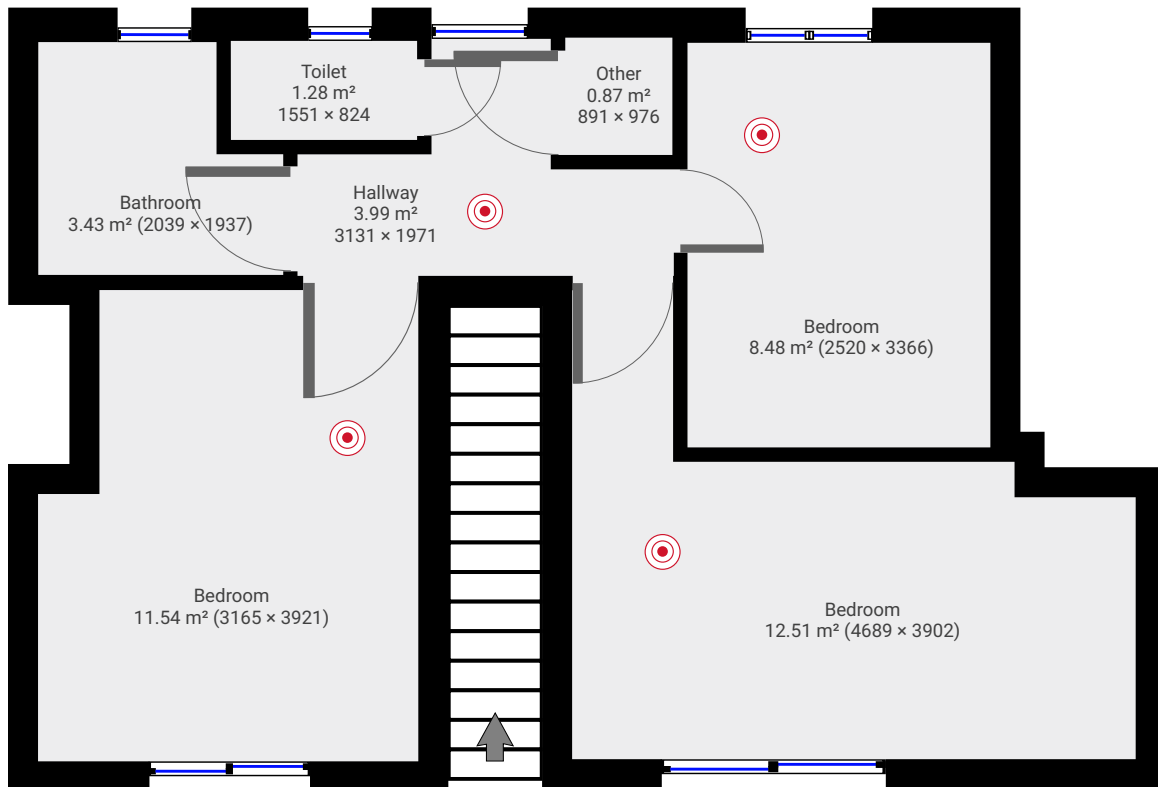 Toilet
1.28 m²
1551 × 824
Other
0.87 m²
891 × 976
Bathroom
3.43 m² (2039 × 1937)
Hallway
3.99 m²
3131 × 1971
Bedroom
8.48 m² (2520 × 3366)
Bedroom
11.54 m² (3165 × 3921)
Bedroom
12.51 m² (4689 × 3902)